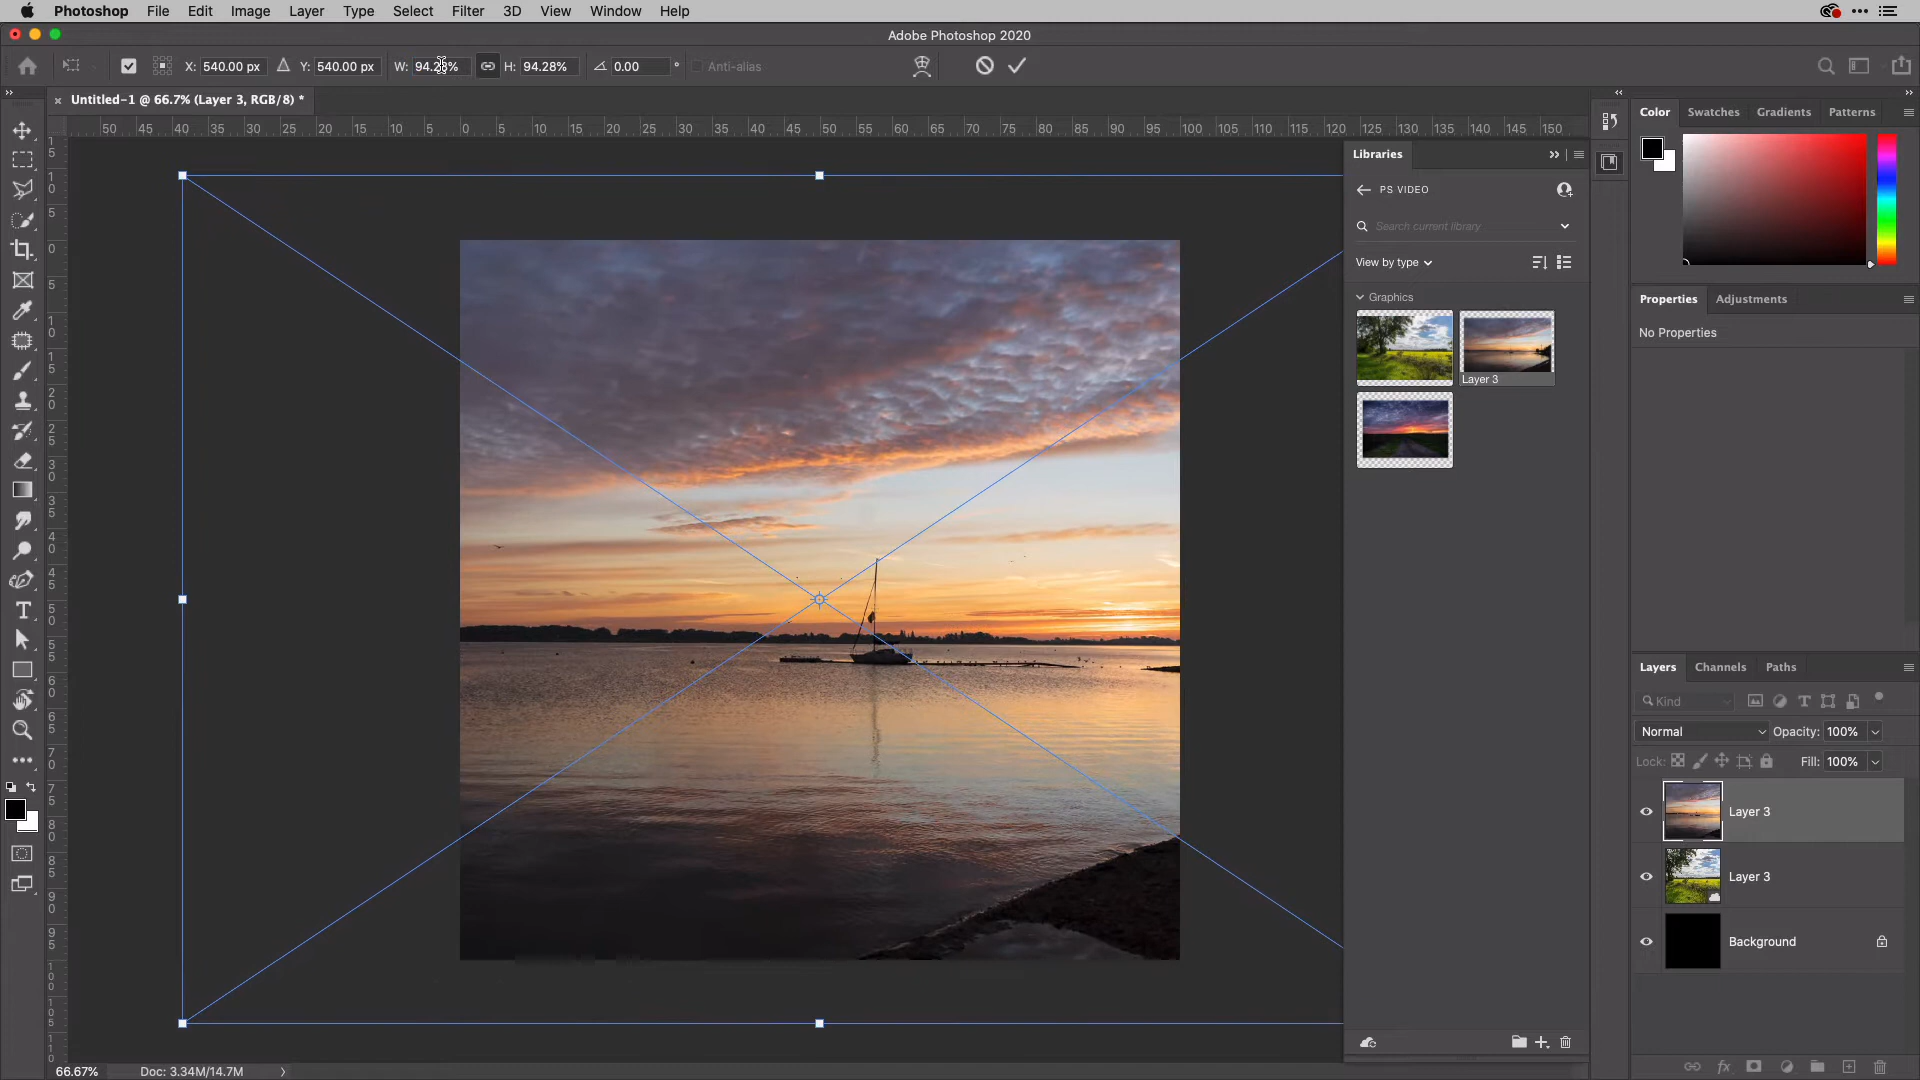 Photoshop File Edit Image Layer Type Select Filter 3D View Window Help
Adobe Photoshop 2020
X: 540.00 px Y: 540.00 px W: 94.28% H: 94.28% 0.00 ° Anti-alias
× Untitled-1 @ 66.7% (Layer 3, RGB/8) *
50 45 40 35 30 25 20 15 10 5 0 5 10 15 20 25 30 35 40 45 50 55 60 65 70 75 80 85 90 95 100 105 110 115 120 125 130 135 140 145 150
Libraries
PS VIDEO
Search current library
View by type
Graphics
Layer 3
Color Swatches Gradients Patterns
Properties Adjustments
No Properties
Layers Channels Paths
Kind
Normal Opacity: 100%
Lock: Fill: 100%
Layer 3
Layer 3
Background
66.67% Doc: 3.34M/14.7M